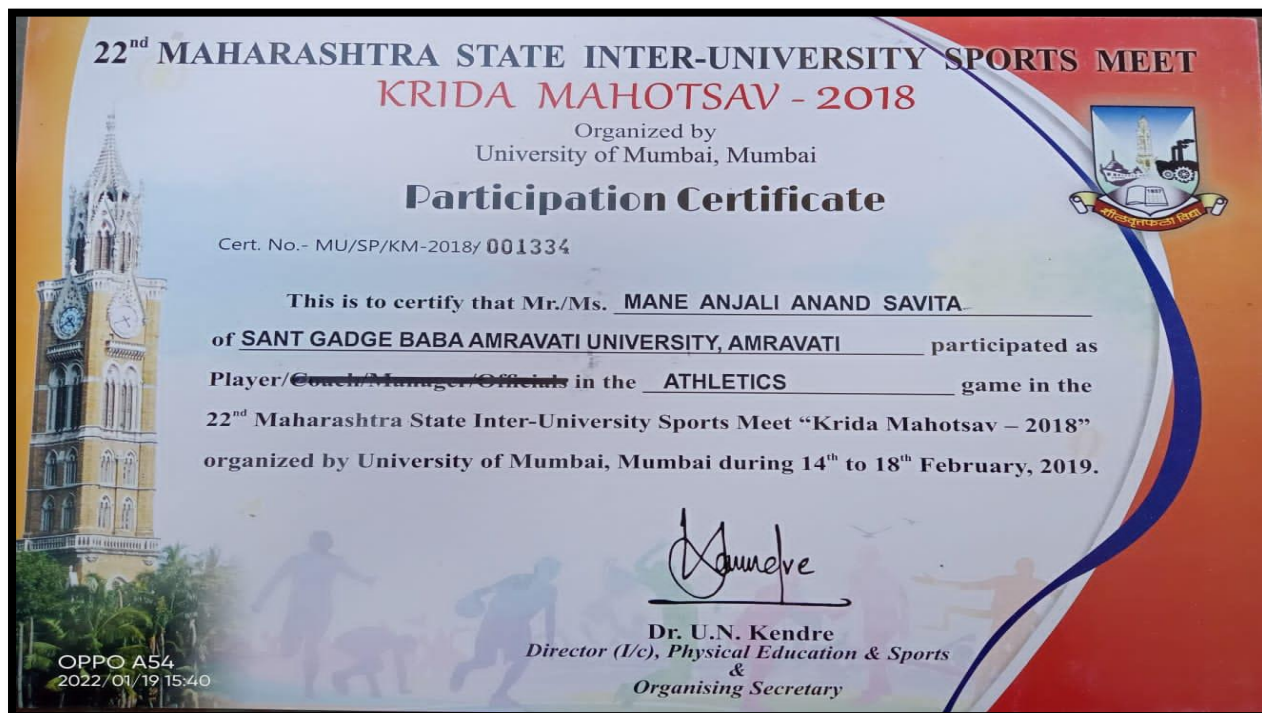 22nd MAHARASHTRA STATE INTER-UNIVERSITY SPORTS MEET
KRIDA MAHOTSAV - 2018
Organized by
University of Mumbai, Mumbai
Participation Certificate
Cert. No.- MU/SP/KM-2018/ 001334
1857
शीलवृत्तफला विद्या
This is to certify that Mr./Ms. MANE ANJALI ANAND SAVITA
of SANT GADGE BABA AMRAVATI UNIVERSITY, AMRAVATI participated as
Player/Coach/Manager/Officials in the ATHLETICS game in the
22nd Maharashtra State Inter-University Sports Meet “Krida Mahotsav – 2018”
organized by University of Mumbai, Mumbai during 14th to 18th February, 2019.
Dr. U.N. Kendre
Director (I/c), Physical Education & Sports
&
Organising Secretary
OPPO A54
2022/01/19 15:40